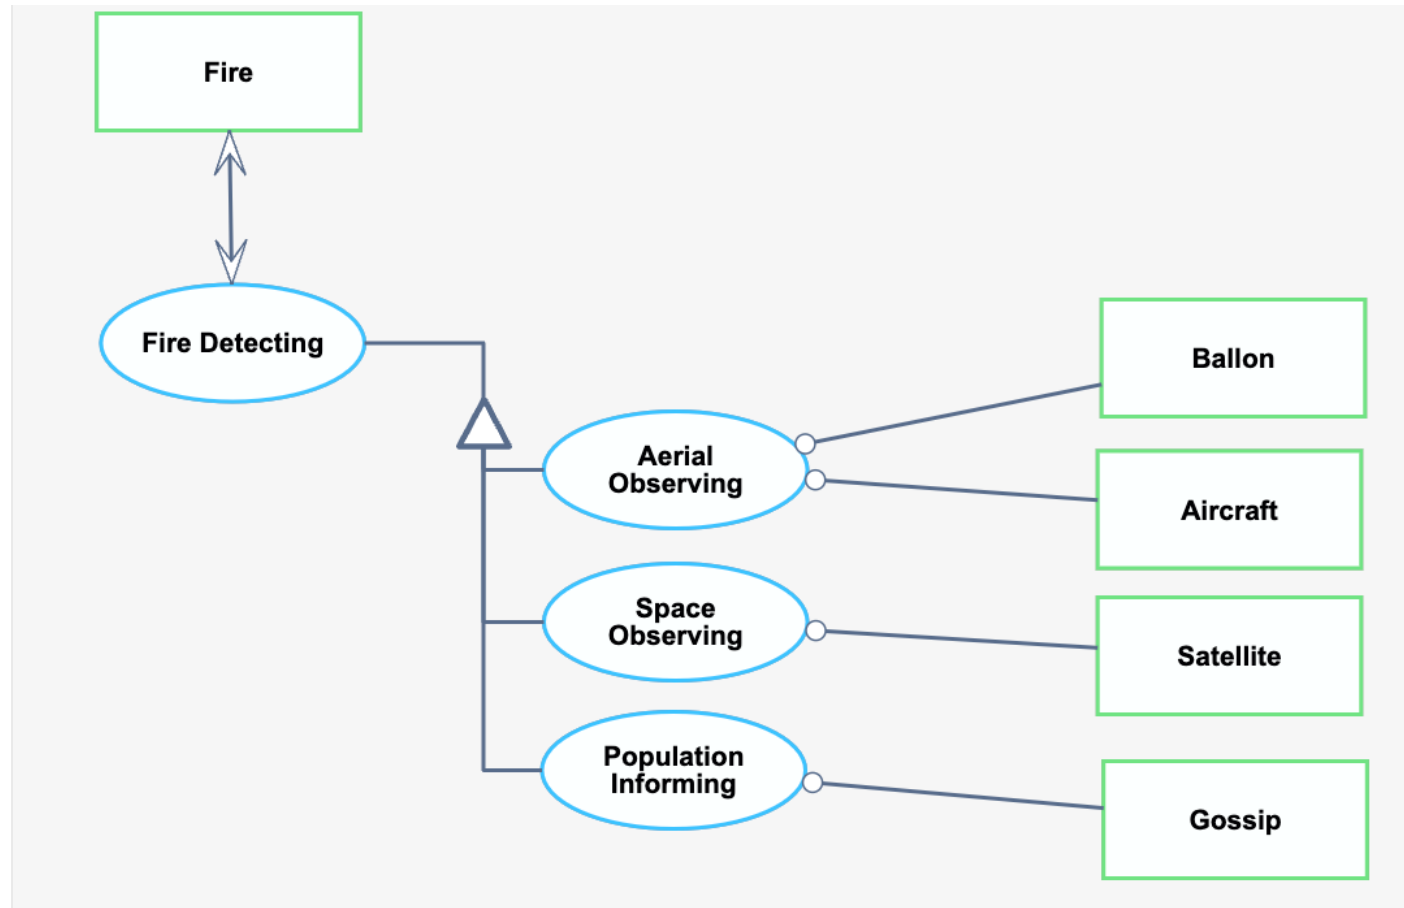 Fire
Fire Detecting
Ballon
Aerial
Observing
Aircraft
Space
Observing
Satellite
Population
Informing
Gossip